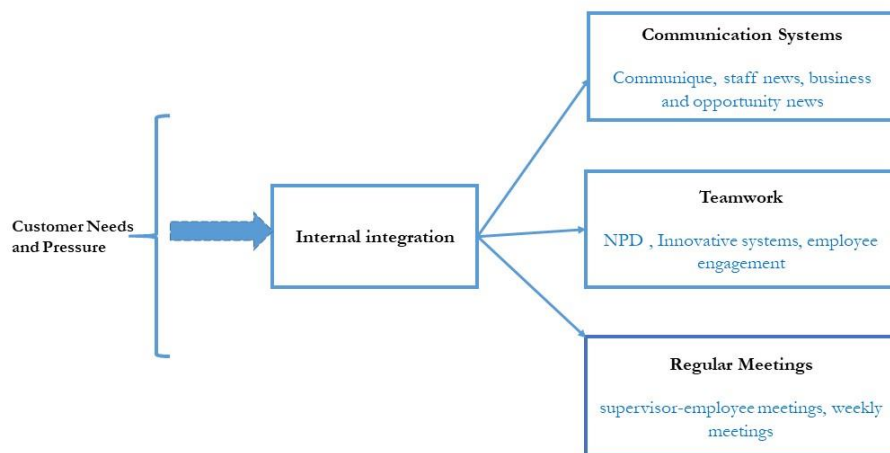 Customer Needs
and Pressure
Internal integration
Communication Systems
Communique, staff news, business
and opportunity news
Teamwork
NPD , Innovative systems, employee
engagement
Regular Meetings
supervisor-employee meetings, weekly
meetings